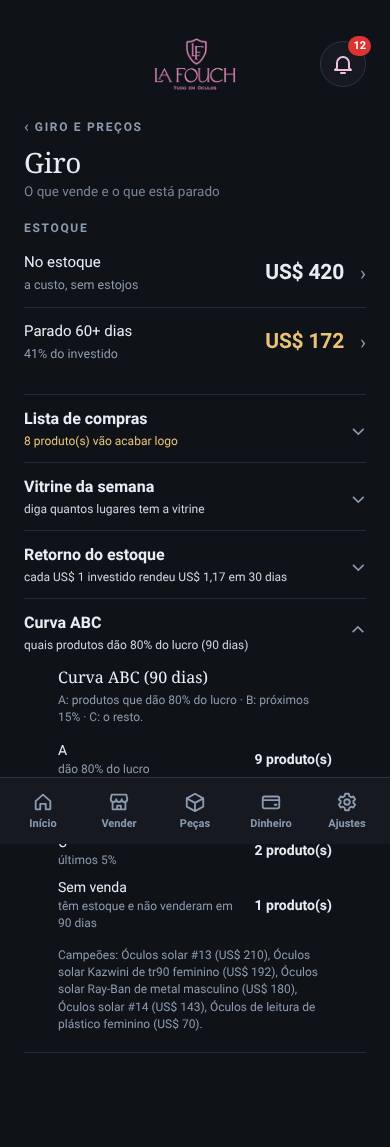 LF
LA FOUCH
TUDO EM ÓCULOS
12
‹ GIRO E PREÇOS
Giro
O que vende e o que está parado
ESTOQUE
No estoque
US$ 420 ›
a custo, sem estojos
Parado 60+ dias
US$ 172 ›
41% do investido
Lista de compras
8 produto(s) vão acabar logo
Vitrine da semana
diga quantos lugares tem a vitrine
Retorno do estoque
cada US$ 1 investido rendeu US$ 1,17 em 30 dias
Curva ABC
quais produtos dão 80% do lucro (90 dias)
Curva ABC (90 dias)
A: produtos que dão 80% do lucro · B: próximos
15% · C: o resto.
A
9 produto(s)
dão 80% do lucro
Início Vender Peças Dinheiro Ajustes
2 produto(s)
últimos 5%
Sem venda
têm estoque e não venderam em
1 produto(s)
90 dias
Campeões: Óculos solar #13 (US$ 210), Óculos
solar Kazwini de tr90 feminino (US$ 192), Óculos
solar Ray-Ban de metal masculino (US$ 180),
Óculos solar #14 (US$ 143), Óculos de leitura de
plástico feminino (US$ 70).